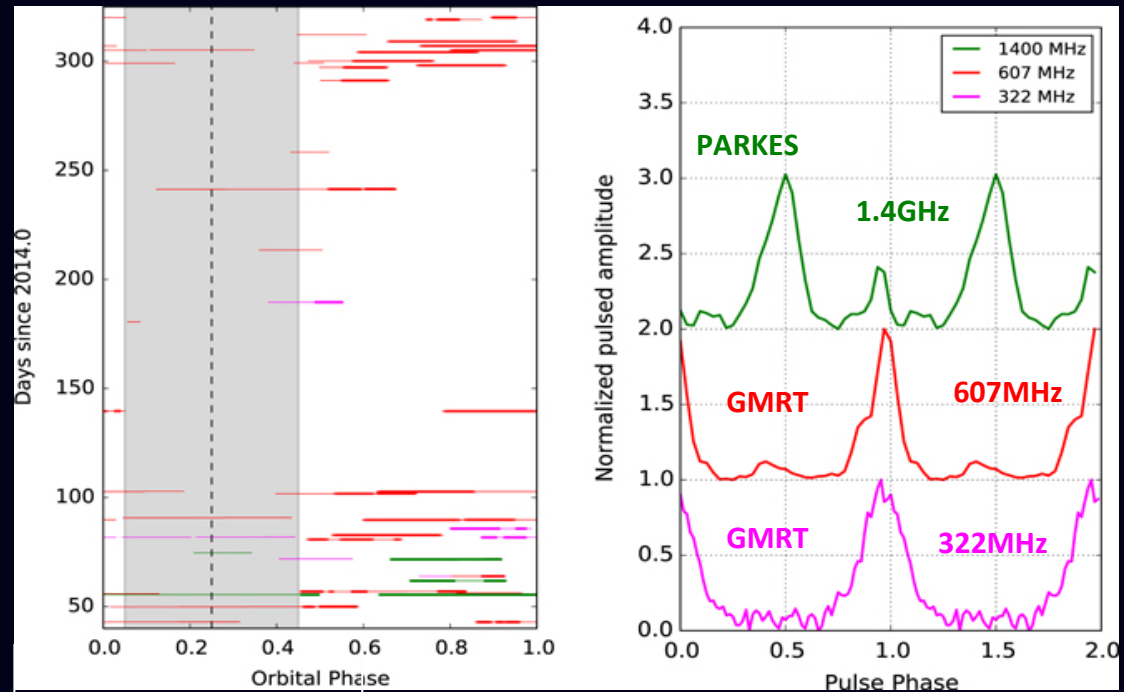 Days since 2014.0
300
250
200
150
100
50
0.0 0.2 0.4 0.6 0.8 1.0
Orbital Phase
Normalized pulsed amplitude
4.0
3.5
3.0
2.5
2.0
1.5
1.0
0.5
0.0
1400 MHz
607 MHz
322 MHz
PARKES
1.4GHz
GMRT 607MHz
GMRT 322MHz
0.0 0.5 1.0 1.5 2.0
Pulse Phase